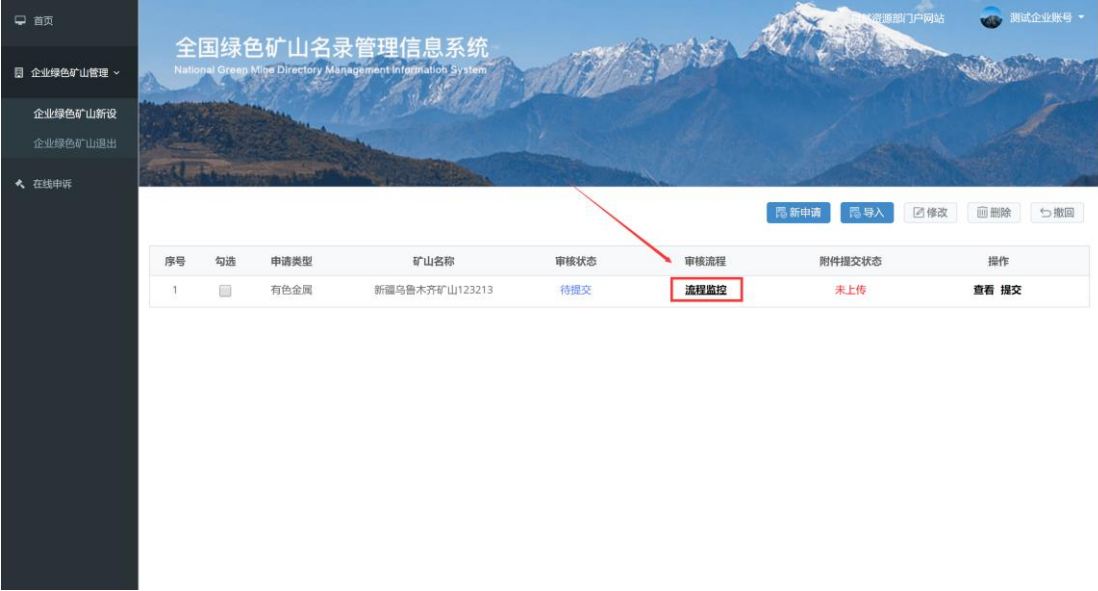 首页
企业绿色矿山管理
企业绿色矿山新设
企业绿色矿山退出
在线申诉
自然资源部门户网站
测试企业账号
全国绿色矿山名录管理信息系统
National Green Mine Directory Management Information System
新申请 导入 修改 删除 撤回
序号 勾选 申请类型 矿山名称 审核状态 审核流程 附件提交状态 操作
1 有色金属 新疆乌鲁木齐矿山123213 待提交 流程监控 未上传 查看 提交